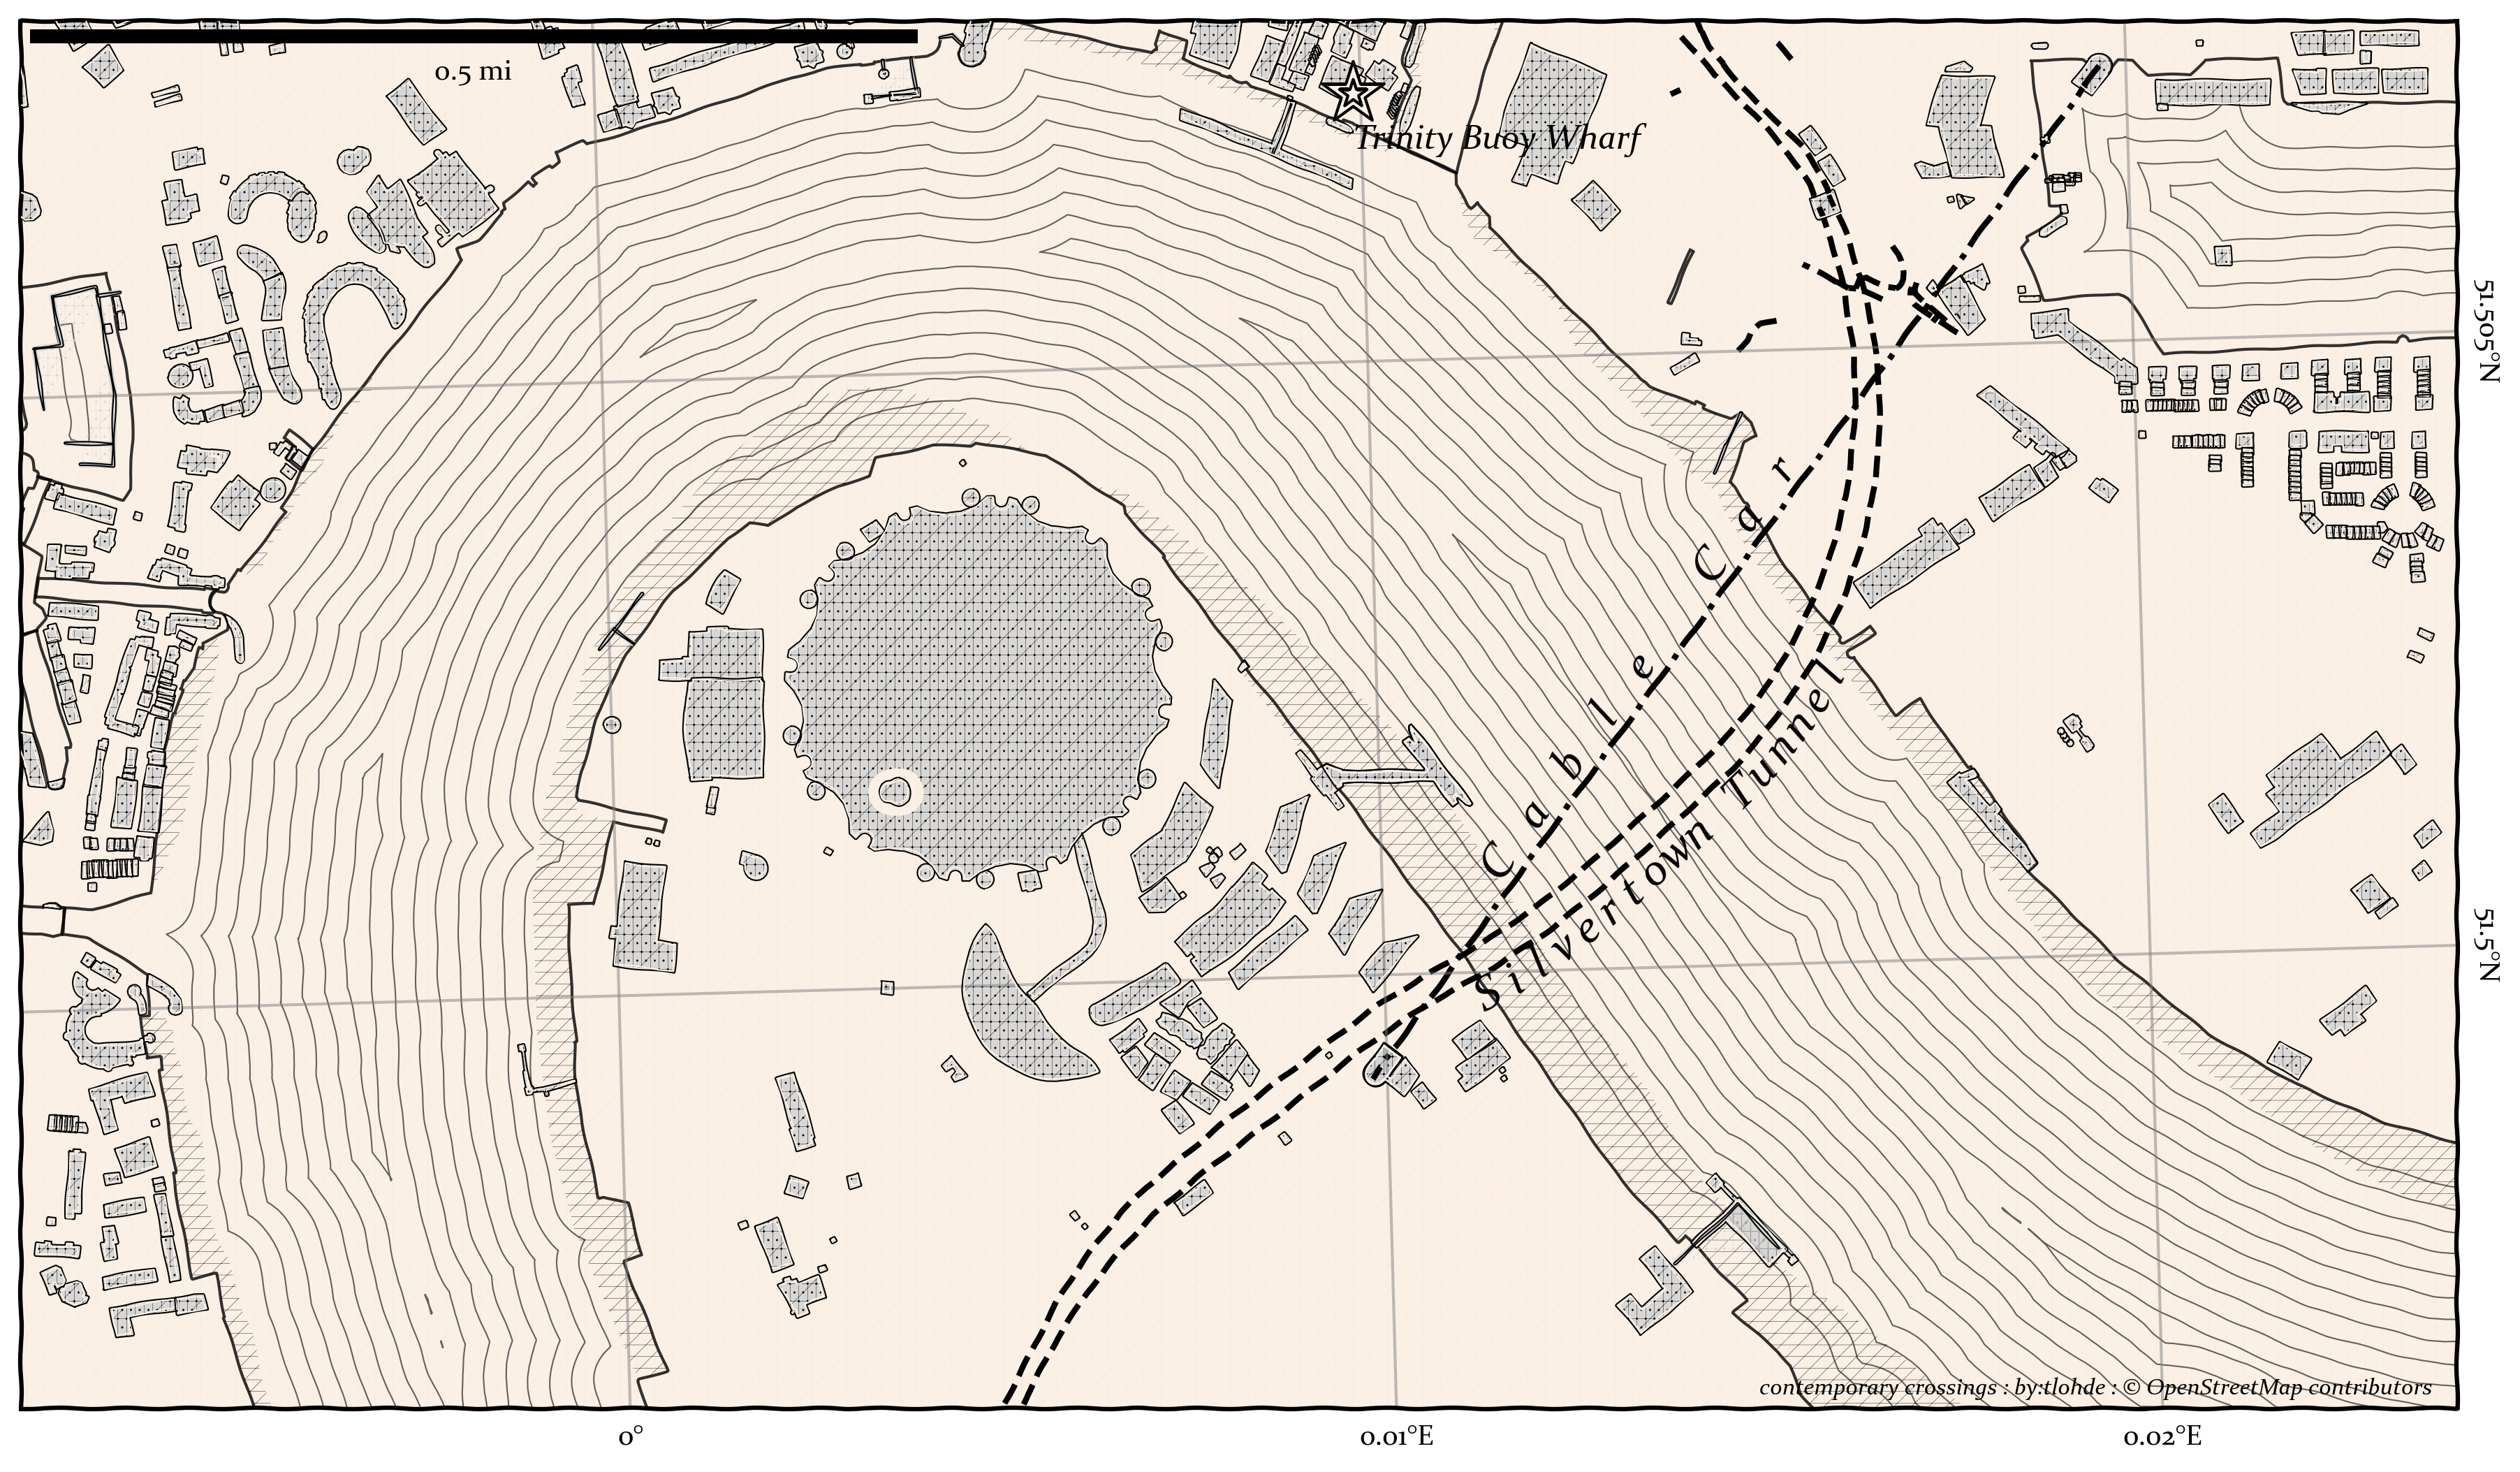 0.5 mi
Trinity Buoy Wharf
51.505°N
Cable Car
Silvertown Tunnel
51.5°N
contemporary crossings : by:tlohde : © OpenStreetMap contributors
0°
0.01°E
0.02°E